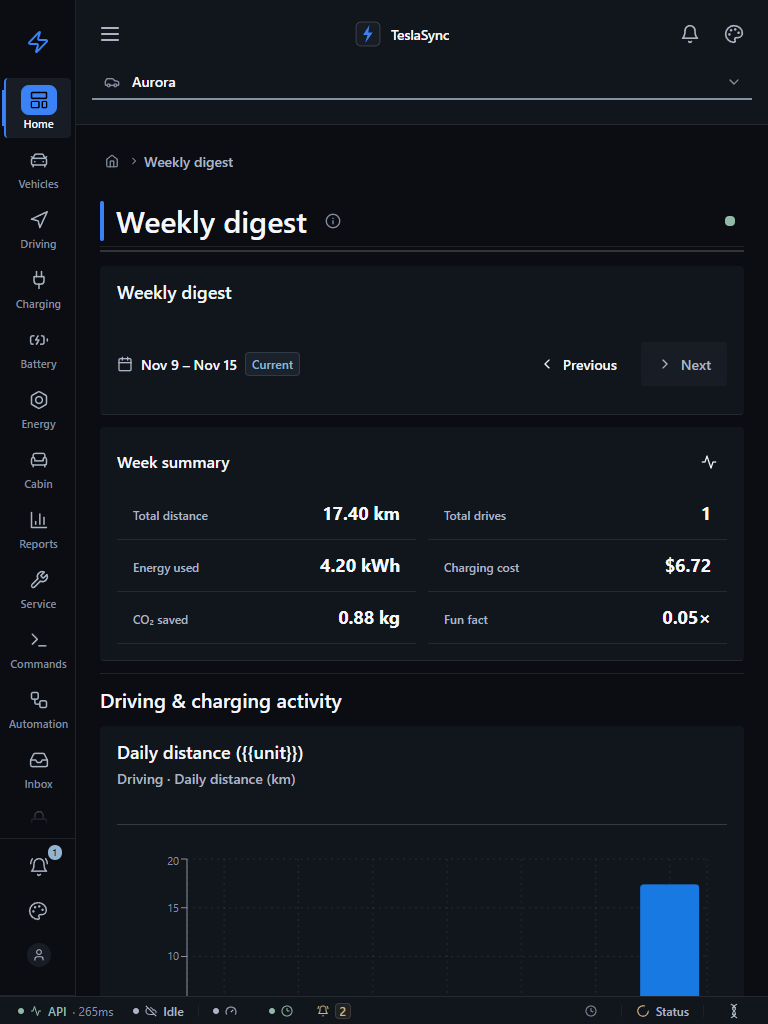 TeslaSync
Aurora
Home
Vehicles
Driving
Charging
Battery
Energy
Cabin
Reports
Service
Commands
Automation
Inbox
1
Weekly digest
Weekly digest
Weekly digest
Nov 9 – Nov 15 Current Previous Next
Week summary
Total distance 17.40 km Total drives 1
Energy used 4.20 kWh Charging cost $6.72
CO₂ saved 0.88 kg Fun fact 0.05×
Driving & charging activity
Daily distance ({{unit}})
Driving · Daily distance (km)
20
15
10
API · 265ms Idle 2 Status